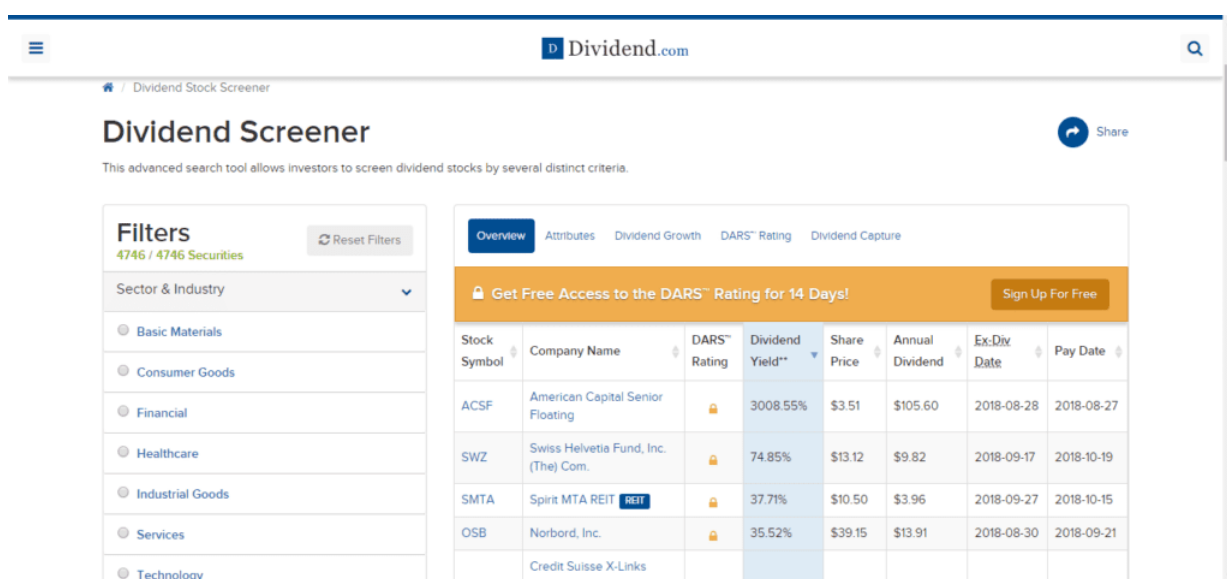 D Dividend.com
/ Dividend Stock Screener
Dividend Screener
Share
This advanced search tool allows investors to screen dividend stocks by several distinct criteria.
Filters
Reset Filters
4746 / 4746 Securities
Sector & Industry
Basic Materials
Consumer Goods
Financial
Healthcare
Industrial Goods
Services
Technology
Overview Attributes Dividend Growth DARS™ Rating Dividend Capture
Get Free Access to the DARS™ Rating for 14 Days! Sign Up For Free
Stock Symbol Company Name DARS™ Rating Dividend Yield** Share Price Annual Dividend Ex-Div Date Pay Date
ACSF American Capital Senior Floating 3008.55% $3.51 $105.60 2018-08-28 2018-08-27
SWZ Swiss Helvetia Fund, Inc. (The) Com. 74.85% $13.12 $9.82 2018-09-17 2018-10-19
SMTA Spirit MTA REIT REIT 37.71% $10.50 $3.96 2018-09-27 2018-10-15
OSB Norbord, Inc. 35.52% $39.15 $13.91 2018-08-30 2018-09-21
Credit Suisse X-Links